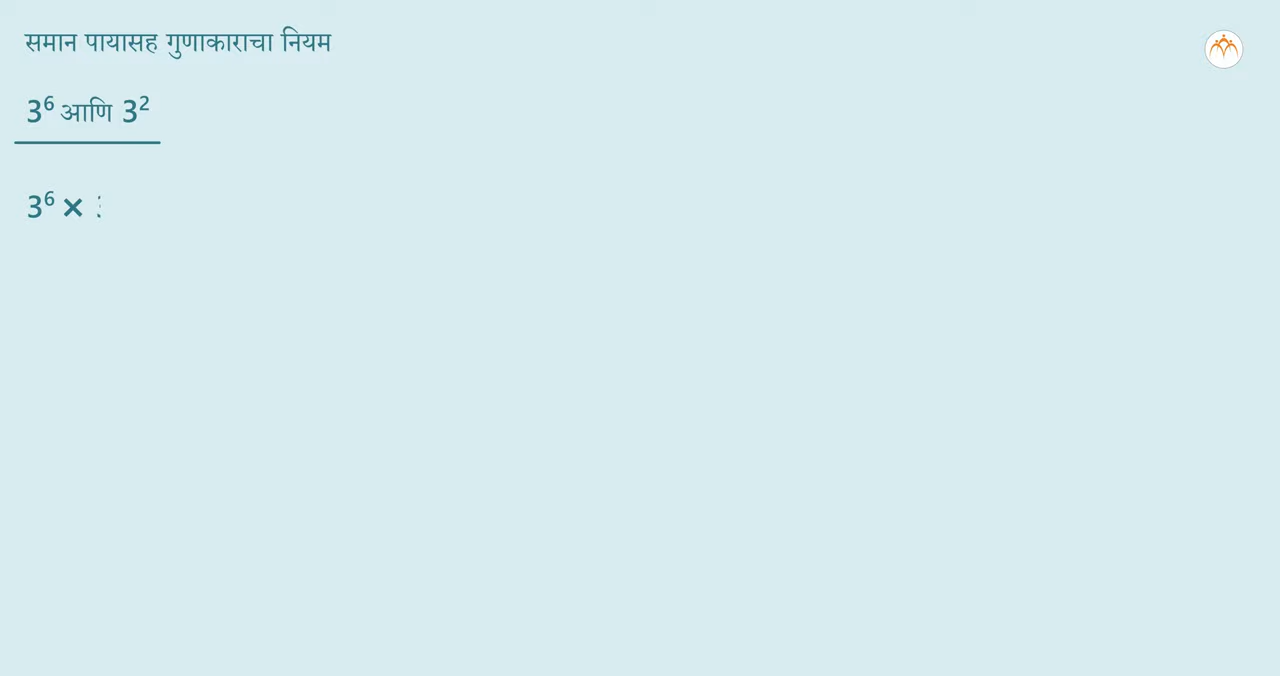 समान पायासह गुणाकाराचा नियम
3⁶ आणि 3²
3⁶ ×